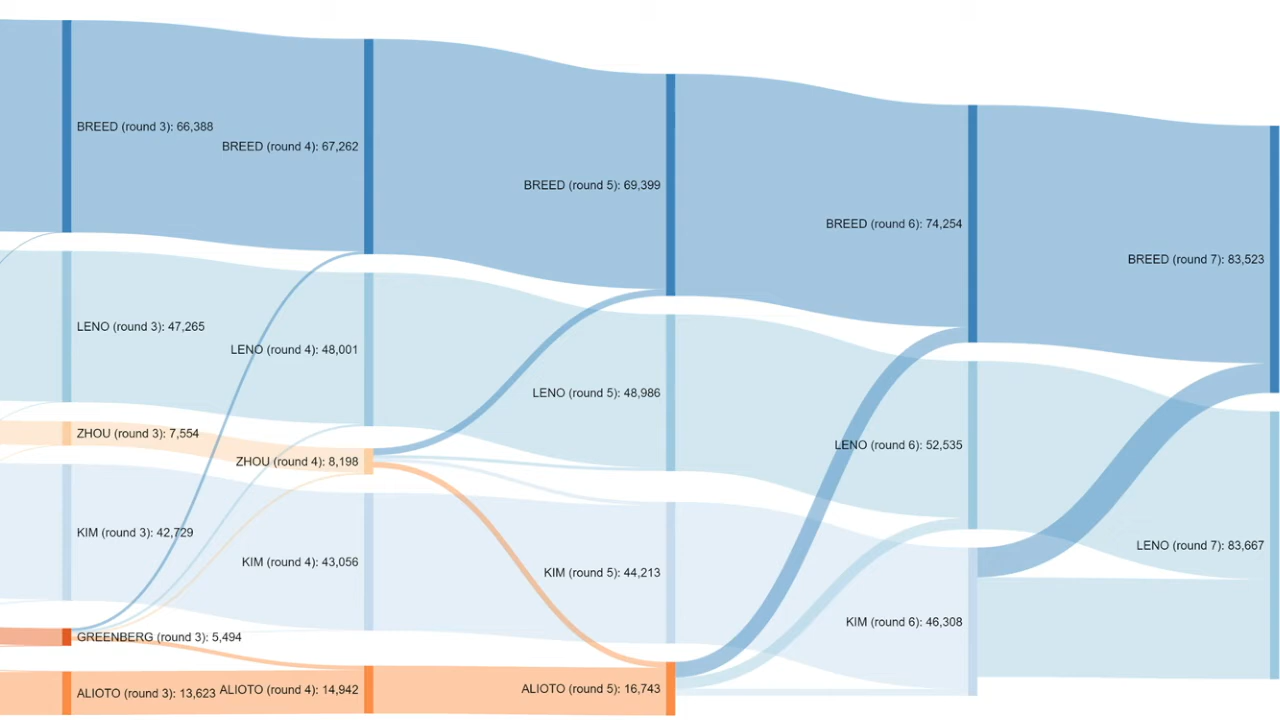 BREED (round 3): 66,388
LENO (round 3): 47,265
ZHOU (round 3): 7,554
KIM (round 3): 42,729
GREENBERG (round 3): 5,494
ALIOTO (round 3): 13,623
BREED (round 4): 67,262
LENO (round 4): 48,001
ZHOU (round 4): 8,198
KIM (round 4): 43,056
ALIOTO (round 4): 14,942
BREED (round 5): 69,399
LENO (round 5): 48,986
KIM (round 5): 44,213
ALIOTO (round 5): 16,743
BREED (round 6): 74,254
LENO (round 6): 52,535
KIM (round 6): 46,308
BREED (round 7): 83,523
LENO (round 7): 83,667